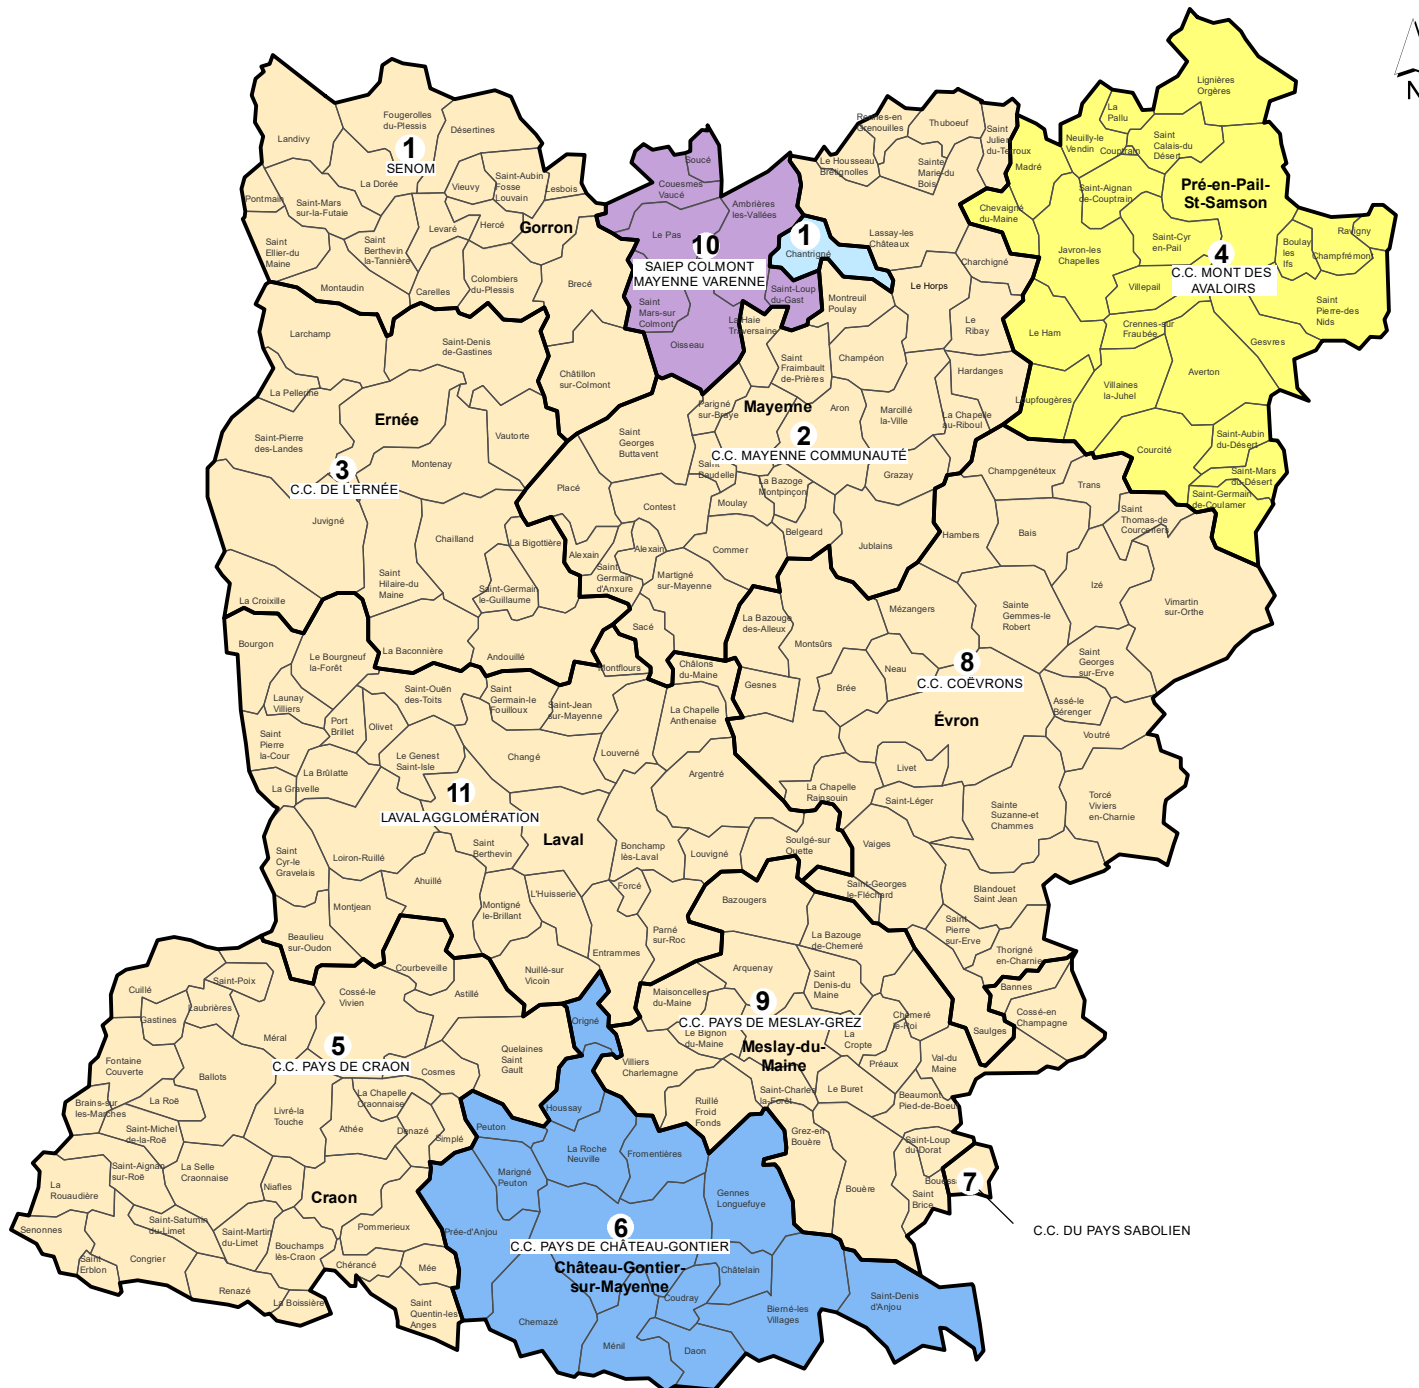 N
Landivy
Fougerolles
du-Plessis
Désertines
1
SENOM
La Dorée
Vieuvy
Saint-Aubin
Fosse
Louvain
Lesbois
Pontmain
Saint-Mars
sur-la-Futaie
Levaré
Hercé
Gorron
Saint
Ellier-du
Maine
Saint
Berthevin
la-Tannière
Montaudin
Carelles
Colombiers
du-Plessis
Brecé
Châtillon
sur-Colmont
Soucé
Couesmes
Vaucé
Ambrières
les-Vallées
Le Pas
10
SAIEP COLMONT
MAYENNE VARENNE
Saint
Mars-sur
Colmont
Saint-Loup
du-Gast
Oisseau
1
Chantrigné
Rennes-en
Grenouilles
Thuboeuf
Saint
Julien
du-Terroux
Le Housseau
Brétignolles
Sainte
Marie-du
Bois
Lassay-les
Châteaux
Charchigné
Le Horps
Le
Ribay
Hardanges
Montreuil
Poulay
La Haie
Traversaine
Saint
Fraimbault
de-Prières
Champéon
Mayenne
Aron
Marcillé
la-Ville
La Chapelle
au-Riboul
Parigné
sur-Braye
2
C.C. MAYENNE COMMUNAUTÉ
Saint
Georges
Buttavent
Saint
Baudelle
La Bazoge
Montpinçon
Grazay
Placé
Contest
Moulay
Belgeard
Jublains
Alexain
Alexain
Commer
Saint
Germain
d'Anxure
Martigné
sur-Mayenne
Sacé
Lignières
Orgères
La
Pallu
Neuilly-le
Vendin
Couptrain
Saint
Calais-du
Désert
Madré
Saint-Aignan
de-Couptrain
Pré-en-Pail-
St-Samson
Chevaigné
du-Maine
Javron-les
Chapelles
Saint-Cyr
en-Pail
4
C.C. MONT DES
AVALOIRS
Boulay
les
Ifs
Ravigny
Champfrémont
Villepail
Saint
Pierre-des
Nids
Le Ham
Crennes-sur
Fraubée
Gesvres
Averton
Loupfougères
Villaines
la-Juhel
Courcité
Saint-Aubin
du-Désert
Saint-Mars
du-Désert
Saint-Germain
de-Coulamer
Larchamp
Saint-Denis
de-Gastines
La Pellerine
Ernée
Vautorte
Saint-Pierre
des-Landes
Montenay
3
C.C. DE L'ERNÉE
Juvigné
Chailland
La Bigottière
Saint
Hilaire-du
Maine
Saint-Germain
le-Guillaume
La Croixille
La Baconnière
Andouillé
Champgenéteux
Trans
Saint
Thomas-de
Courceriers
Hambers
Bais
Izé
Vimartin
sur-Orthe
Mézangers
Sainte
Gemmes-le
Robert
La Bazouge
des-Alleux
Montsûrs
Neau
8
C.C. COËVRONS
Saint
Georges
sur-Erve
Gesnes
Brée
Évron
Assé-le
Bérenger
Voutré
Livet
La Chapelle
Rainsouin
Saint-Léger
Sainte
Suzanne-et
Chammes
Torcé
Viviers
en-Charnie
Vaiges
Saint-Georges
le-Fléchard
Blandouet
Saint Jean
Saint
Pierre
sur-Erve
Thorigné
en-Charnie
Bannes
Saulges
Cossé-en
Champagne
Bourgon
Le Bourgneuf
la-Forêt
Montflours
Châlons
du-Maine
Launay
Villiers
Saint-Ouën
des-Toits
Saint
Germain-le
Fouilloux
Saint-Jean
sur-Mayenne
La Chapelle
Anthenaise
Port
Brillet
Olivet
Saint
Pierre
la-Cour
Le Genest
Saint-Isle
Changé
Louverné
La Brûlatte
Argentré
La Gravelle
11
LAVAL AGGLOMÉRATION
Laval
Saint
Cyr-le
Gravelais
Loiron-Ruillé
Saint
Berthevin
Bonchamp
lès-Laval
Louvigné
Soulgé-sur
Ouette
Ahuillé
Montigné
le-Brillant
L'Huisserie
Forcé
Montjean
Beaulieu
sur-Oudon
Nuillé-sur
Vicoin
Entrammes
Parné
sur-Roc
Bazougers
La Bazouge
de-Chemeré
Arquenay
Saint
Denis-du
Maine
Maisoncelles
du-Maine
9
C.C. PAYS DE MESLAY-GREZ
Chémeré
le-Roi
Le Bignon
du-Maine
Meslay-du-
Maine
La
Cropte
Préaux
Val-du
Maine
Villiers
Charlemagne
Saint-Charles
la-Forêt
Le Buret
Beaumont
Pied-de-Boeuf
Ruillé
Froid
Fonds
Grez-en
Bouère
Saint-Loup
du-Dorat
Bouère
Saint
Brice
7
C.C. DU PAYS SABOLIEN
Courbeveille
Astillé
Cuillé
Saint-Poix
Cossé-le
Vivien
Laubrières
Gastines
Méral
5
C.C. PAYS DE CRAON
Quelaines
Saint
Gault
Fontaine
Couverte
Ballots
Cosmes
Brains-sur
les-Marches
La Roë
Livré-la
Touche
La Chapelle
Craonnaise
Saint-Michel
de-la-Roë
Athée
Denazé
Simplé
Saint-Aignan
sur-Roë
La Selle
Craonnaise
La
Rouaudière
Niafles
Craon
Senonnes
Saint-Saturnin
du-Limet
Saint-Martin
du-Limet
Pommerieux
Saint
Erblon
Congrier
Bouchamps
lès-Craon
Chérancé
Mée
Renazé
La Boissière
Saint
Quentin-les
Anges
Origné
Houssay
Peuton
La Roche
Neuville
Fromentières
Marigné
Peuton
Gennes
Longuefuye
Prée-d'Anjou
6
C.C. PAYS DE CHÂTEAU-GONTIER
Château-Gontier-
sur-Mayenne
Châtelain
Coudray
Saint-Denis
d'Anjou
Chemazé
Bierné-les
Villages
Ménil
Daon